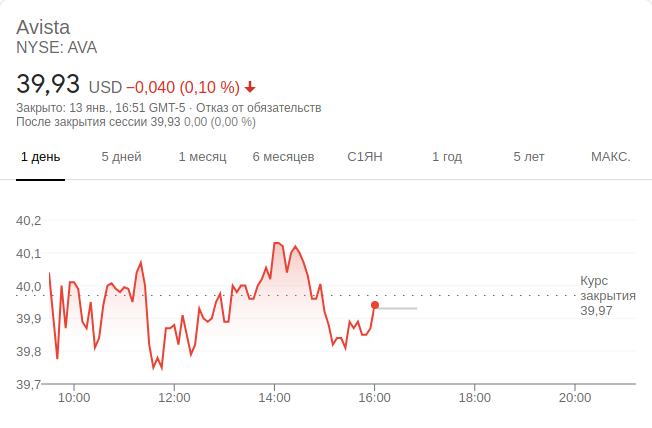 Avista
NYSE: AVA
39,93 USD −0,040 (0,10 %)
Закрыто: 13 янв., 16:51 GMT-5 · Отказ от обязательств
После закрытия сессии 39,93 0,00 (0,00 %)
1 день 5 дней 1 месяц 6 месяцев С1ЯН 1 год 5 лет МАКС.
40,2
40,1
40,0
39,9
39,8
39,7
Курс
закрытия
39,97
10:00 12:00 14:00 16:00 18:00 20:00